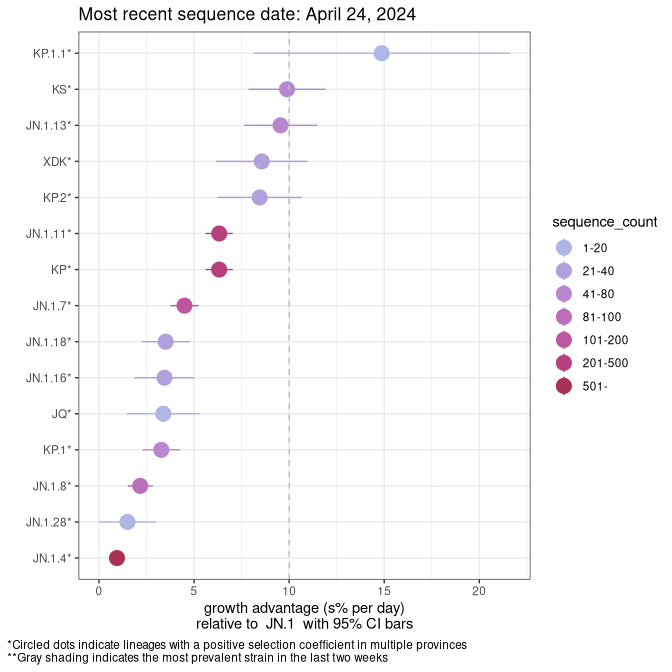 Most recent sequence date: April 24, 2024
KP.1.1*
KS*
JN.1.13*
XDK*
KP.2*
JN.1.11*
KP*
JN.1.7*
JN.1.18*
JN.1.16*
JQ*
KP.1*
JN.1.8*
JN.1.28*
JN.1.4*
0 5 10 15 20
growth advantage (s% per day)
relative to JN.1 with 95% CI bars
sequence_count
1-20
21-40
41-80
81-100
101-200
201-500
501-
*Circled dots indicate lineages with a positive selection coefficient in multiple provinces
**Gray shading indicates the most prevalent strain in the last two weeks